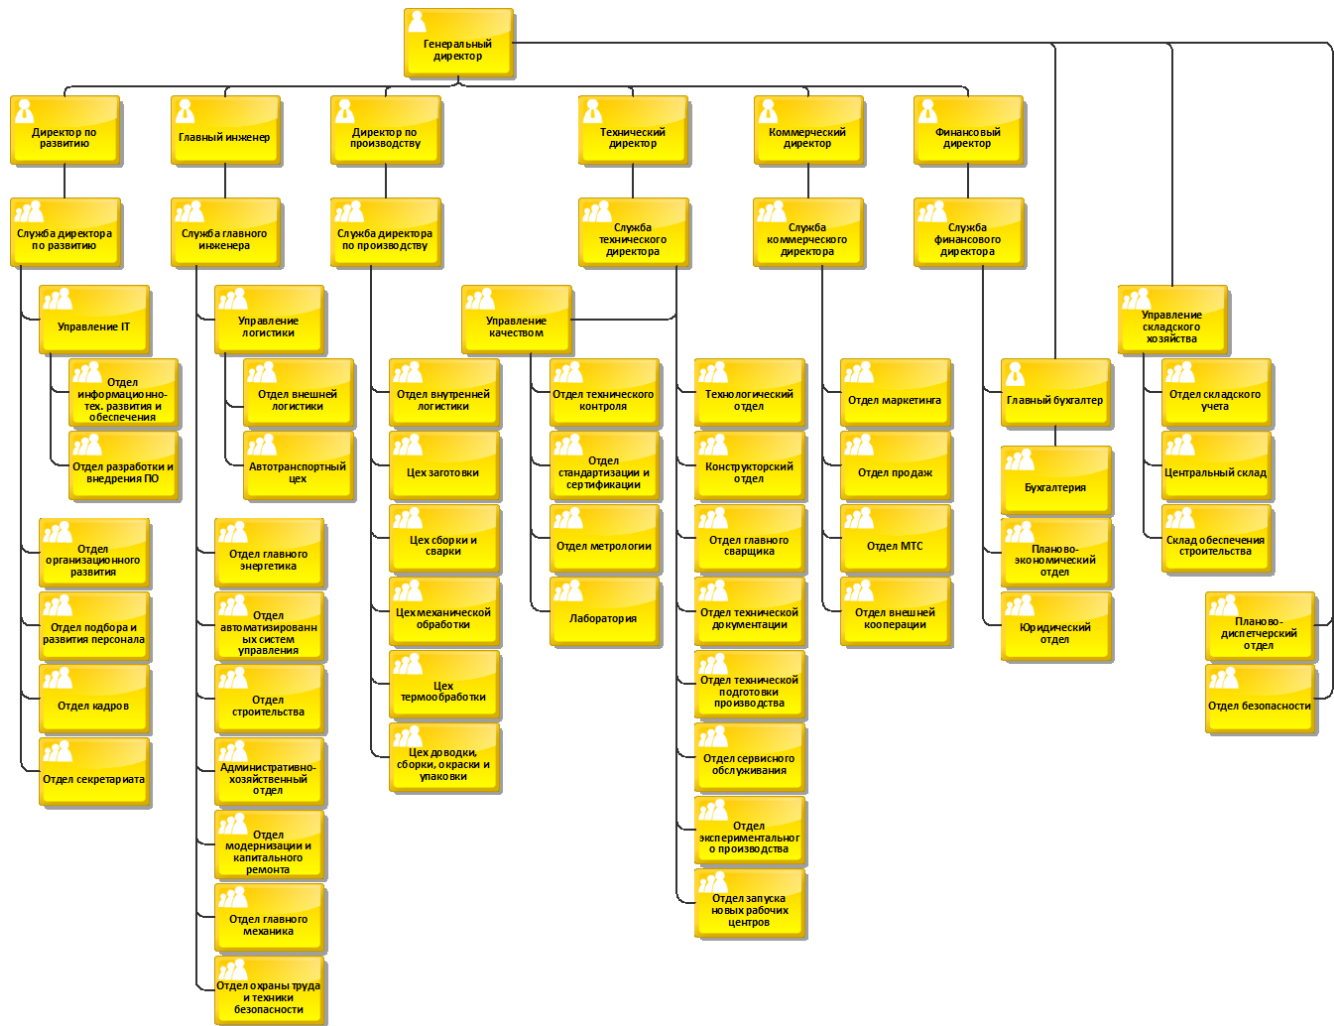 Генеральный
директор
Директор по
развитию
Главный инженер
Директор по
производству
Технический
директор
Коммерческий
директор
Финансовый
директор
Служба директора
по развитию
Служба главного
инженера
Служба директора
по производству
Служба
технического
директора
Служба
коммерческого
директора
Служба
финансового
директора
Управление IT
Отдел
информационно-
тех. развития и
обеспечения
Отдел разработки и
внедрения ПО
Отдел
организационного
развития
Отдел подбора и
развития персонала
Отдел кадров
Отдел секретариата
Управление
логистики
Отдел внешней
логистики
Автотранспортный
цех
Отдел главного
энергетика
Отдел
автоматизированн
ых систем
управления
Отдел
строительства
Административно-
хозяйственный
отдел
Отдел
модернизации и
капитального
ремонта
Отдел главного
механика
Отдел охраны труда
и техники
безопасности
Отдел внутренней
логистики
Цех заготовки
Цех сборки и
сварки
Цех механической
обработки
Цех
термообработки
Цех доводки,
сборки, окраски и
упаковки
Управление
качеством
Отдел технического
контроля
Отдел
стандартизации и
сертификации
Отдел метрологии
Лаборатория
Технологический
отдел
Конструкторский
отдел
Отдел главного
сварщика
Отдел технической
документации
Отдел технической
подготовки
производства
Отдел сервисного
обслуживания
Отдел
экспериментальног
о производства
Отдел запуска
новых рабочих
центров
Отдел маркетинга
Отдел продаж
Отдел МТС
Отдел внешней
кооперации
Главный бухгалтер
Бухгалтерия
Планово-
экономический
отдел
Юридический
отдел
Управление
складского
хозяйства
Отдел складского
учета
Центральный склад
Склад обеспечения
строительства
Планово-
диспетчерский
отдел
Отдел безопасности